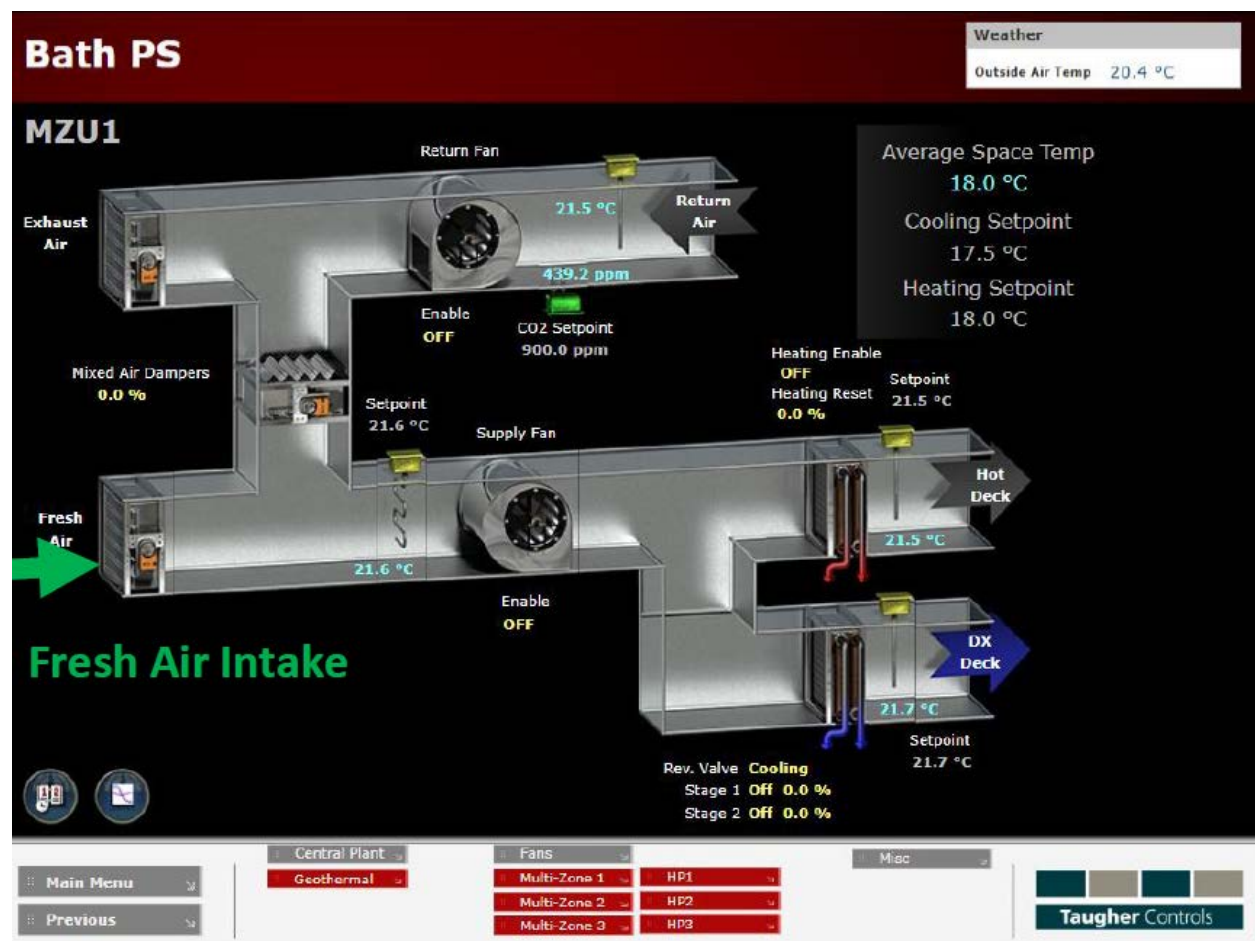 Bath PS
Weather
Outside Air Temp 20.4 °C
MZU1
Return Fan
Average Space Temp
18.0 °C
Cooling Setpoint
17.5 °C
Heating Setpoint
18.0 °C
Exhaust
Air
21.5 °C
Return
Air
439.2 ppm
Enable
OFF
CO2 Setpoint
900.0 ppm
Mixed Air Dampers
0.0 %
Setpoint
21.6 °C
Supply Fan
Heating Enable
OFF
Heating Reset
0.0 %
Setpoint
21.5 °C
Hot
Deck
21.5 °C
Fresh
Air
21.6 °C
Enable
OFF
Fresh Air Intake
DX
Deck
21.7 °C
Setpoint
21.7 °C
Rev. Valve Cooling
Stage 1 Off 0.0 %
Stage 2 Off 0.0 %
Main Menu
Previous
Central Plant
Geothermal
Fans
Multi-Zone 1
Multi-Zone 2
Multi-Zone 3
HP1
HP2
HP3
Misc
Taugher Controls